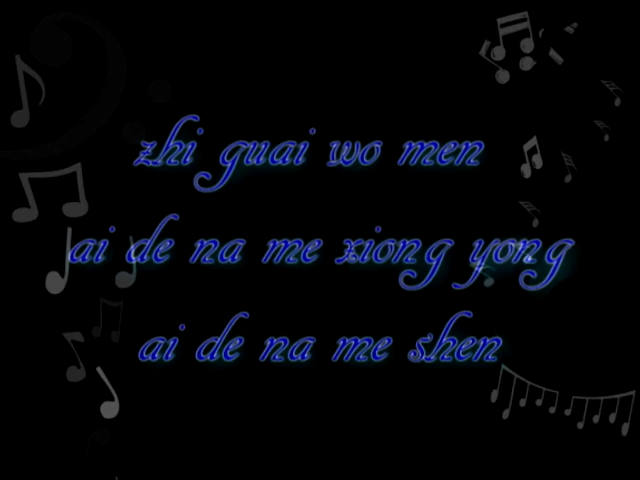 zhi guai wo men
ai de na me xiong yong
ai de na me shen